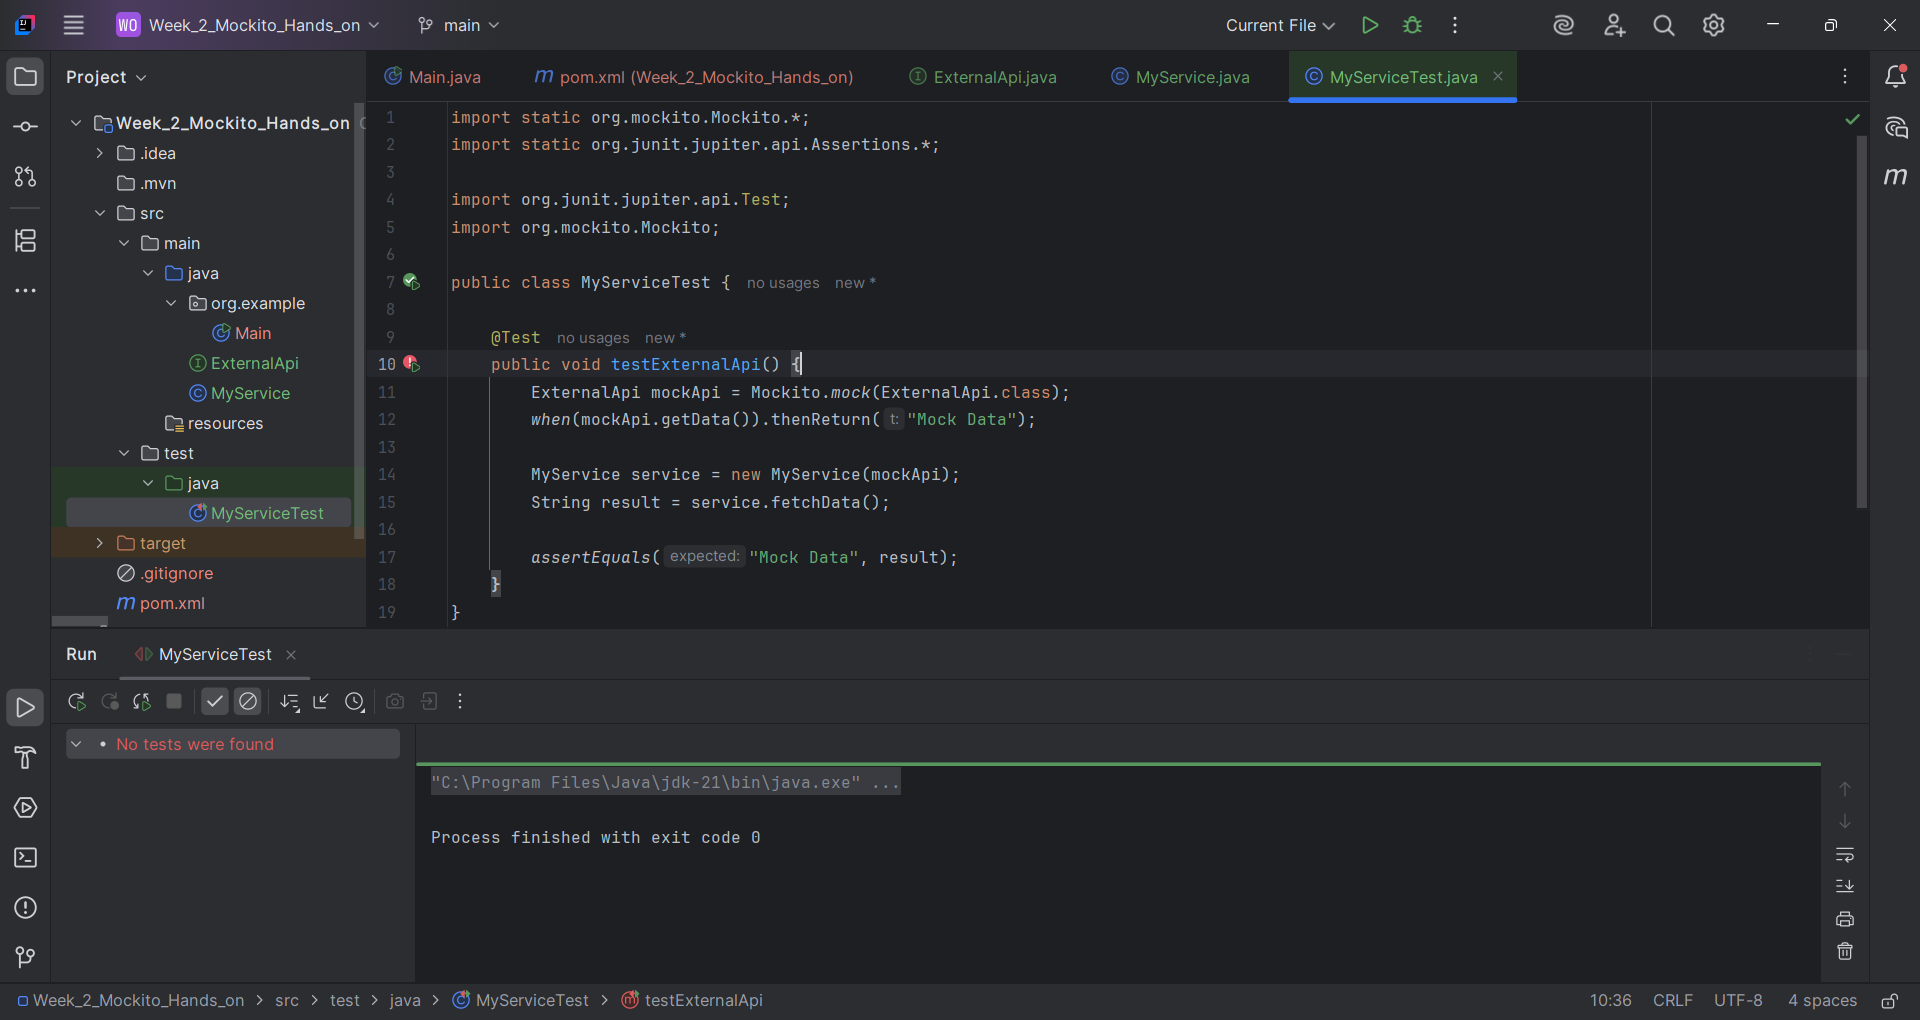 WO Week_2_Mockito_Hands_on main Current File
Project
Main.java pom.xml (Week_2_Mockito_Hands_on) ExternalApi.java MyService.java MyServiceTest.java
Week_2_Mockito_Hands_on
.idea
.mvn
src
main
java
org.example
Main
ExternalApi
MyService
resources
test
java
MyServiceTest
target
.gitignore
pom.xml
1 import static org.mockito.Mockito.*;
2 import static org.junit.jupiter.api.Assertions.*;
3
4 import org.junit.jupiter.api.Test;
5 import org.mockito.Mockito;
6
7 public class MyServiceTest { no usages new *
8
9 @Test no usages new *
10 public void testExternalApi() {
11 ExternalApi mockApi = Mockito.mock(ExternalApi.class);
12 when(mockApi.getData()).thenReturn( t: "Mock Data");
13
14 MyService service = new MyService(mockApi);
15 String result = service.fetchData();
16
17 assertEquals( expected: "Mock Data", result);
18 }
19 }
Run MyServiceTest
No tests were found
"C:\Program Files\Java\jdk-21\bin\java.exe" ...
Process finished with exit code 0
Week_2_Mockito_Hands_on > src > test > java > MyServiceTest > testExternalApi 10:36 CRLF UTF-8 4 spaces